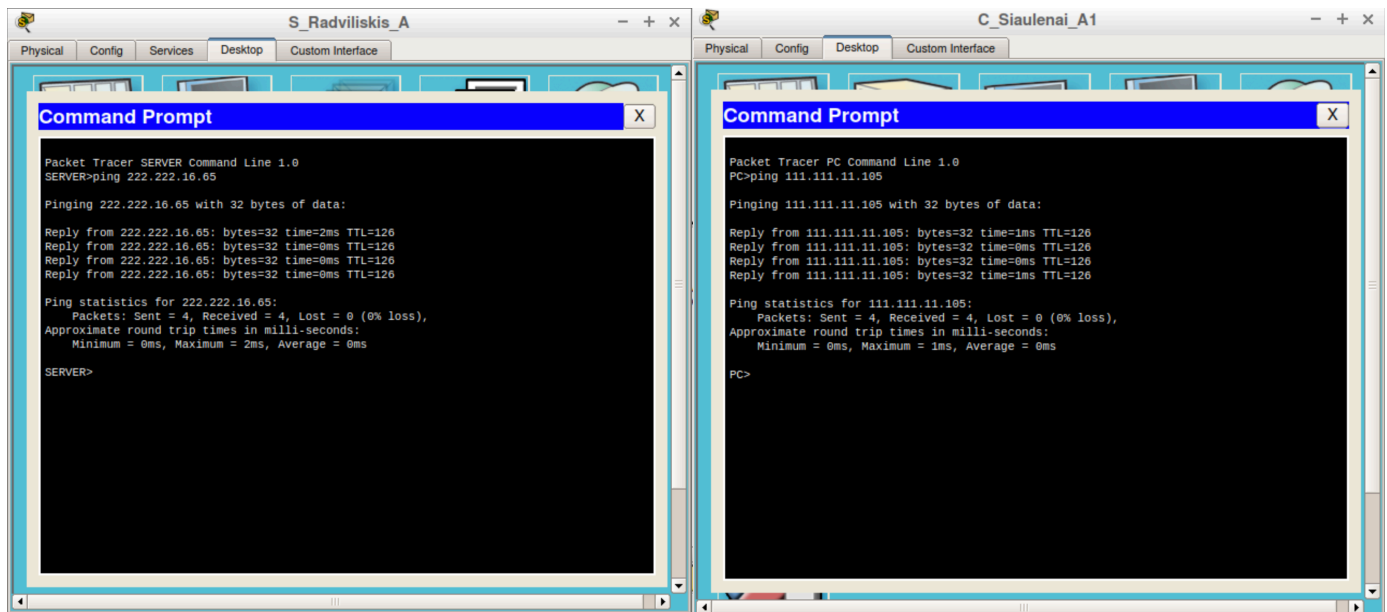 S_Radviliskis_A
Physical Config Services Desktop Custom Interface
Command Prompt X
Packet Tracer SERVER Command Line 1.0
SERVER>ping 222.222.16.65
Pinging 222.222.16.65 with 32 bytes of data:
Reply from 222.222.16.65: bytes=32 time=2ms TTL=126
Reply from 222.222.16.65: bytes=32 time=0ms TTL=126
Reply from 222.222.16.65: bytes=32 time=0ms TTL=126
Reply from 222.222.16.65: bytes=32 time=0ms TTL=126
Ping statistics for 222.222.16.65:
Packets: Sent = 4, Received = 4, Lost = 0 (0% loss),
Approximate round trip times in milli-seconds:
Minimum = 0ms, Maximum = 2ms, Average = 0ms
SERVER>
C_Siaulenai_A1
Physical Config Desktop Custom Interface
Command Prompt X
Packet Tracer PC Command Line 1.0
PC>ping 111.111.11.105
Pinging 111.111.11.105 with 32 bytes of data:
Reply from 111.111.11.105: bytes=32 time=1ms TTL=126
Reply from 111.111.11.105: bytes=32 time=0ms TTL=126
Reply from 111.111.11.105: bytes=32 time=0ms TTL=126
Reply from 111.111.11.105: bytes=32 time=1ms TTL=126
Ping statistics for 111.111.11.105:
Packets: Sent = 4, Received = 4, Lost = 0 (0% loss),
Approximate round trip times in milli-seconds:
Minimum = 0ms, Maximum = 1ms, Average = 0ms
PC>